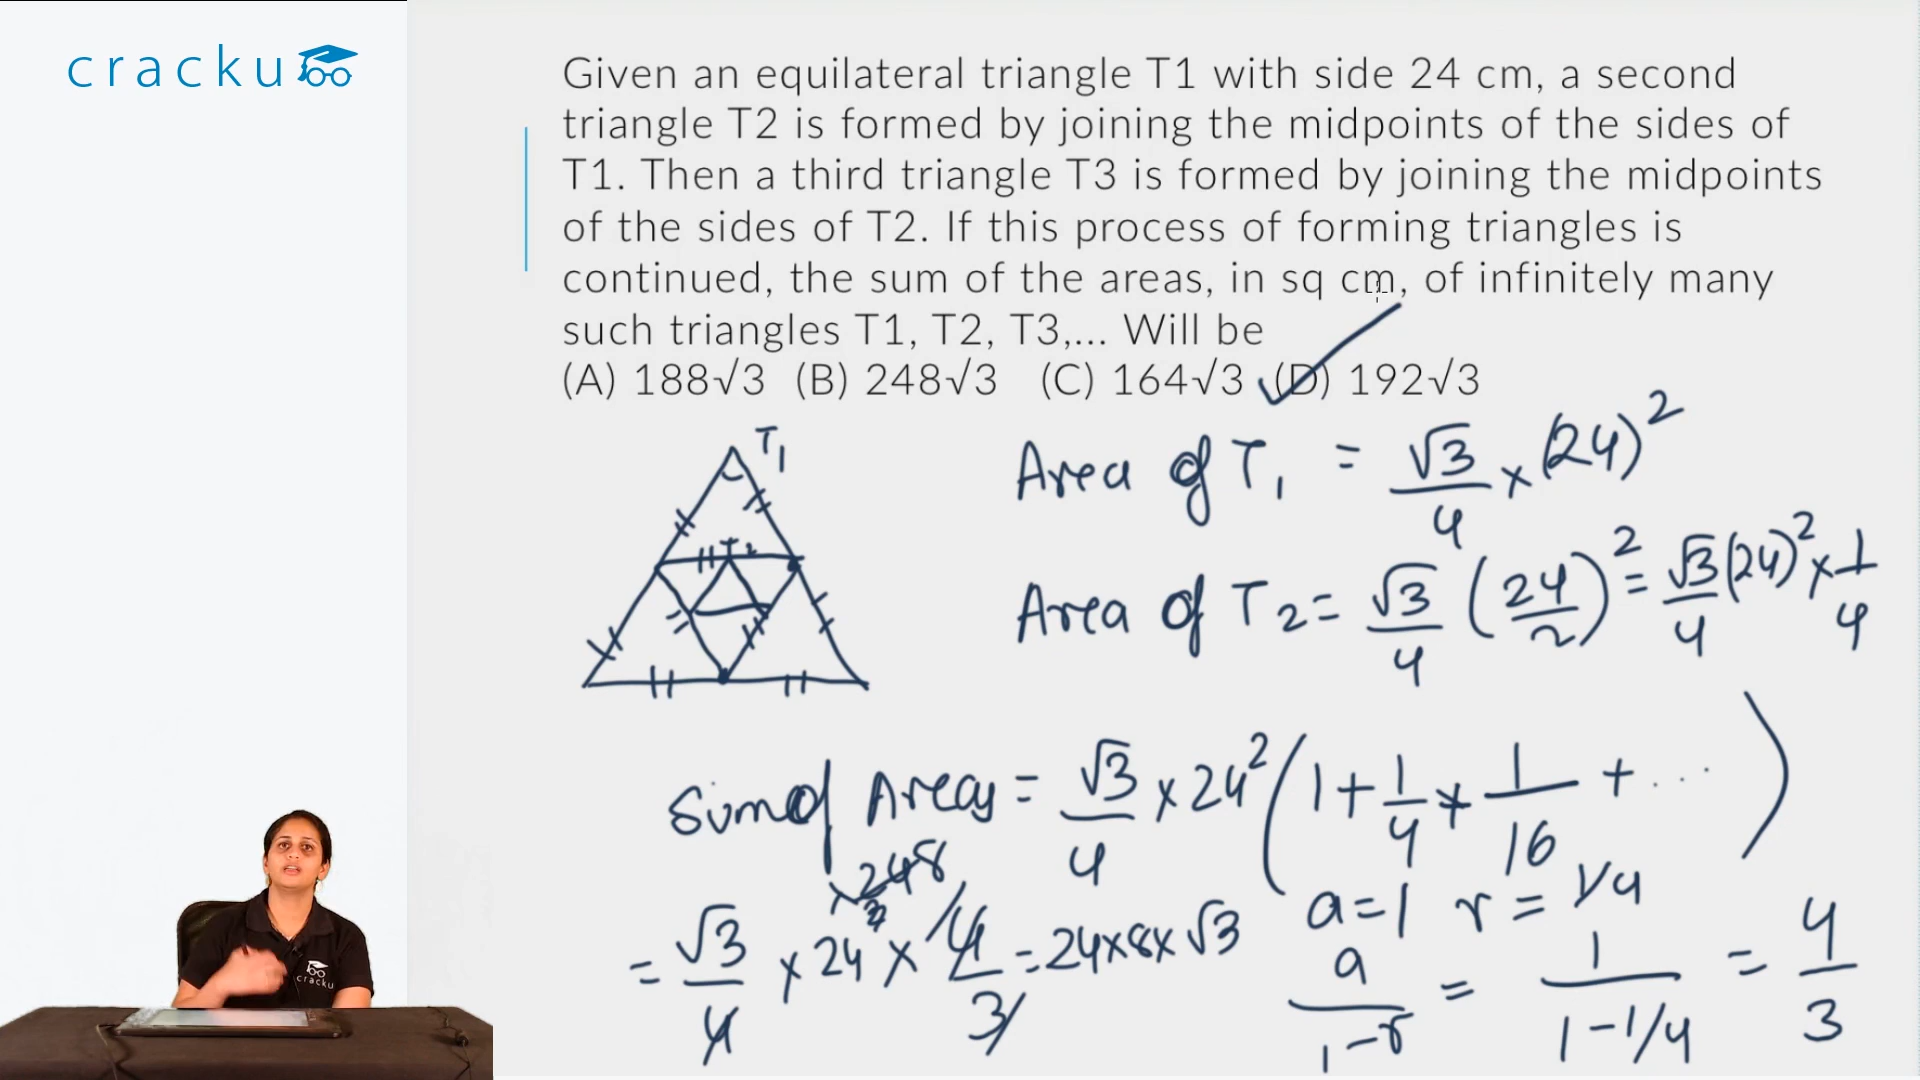 cracku
Given an equilateral triangle T1 with side 24 cm, a second
triangle T2 is formed by joining the midpoints of the sides of
T1. Then a third triangle T3 is formed by joining the midpoints
of the sides of T2. If this process of forming triangles is
continued, the sum of the areas, in sq cm, of infinitely many
such triangles T1, T2, T3,... Will be
(A) 188√3 (B) 248√3 (C) 164√3 (D) 192√3
T1
T2
Area of T1 = √3/4 × (24)²
Area of T2 = √3/4 (24/2)² = √3/4 (24)² × 1/4
Sum of Areas = √3/4 × 24² (1 + 1/4 + 1/16 + ...)
a = 1 r = 1/4
= √3/4 × 24² × 4/3 = 24×8×√3
a/1-r = 1/1-1/4 = 4/3
cracku